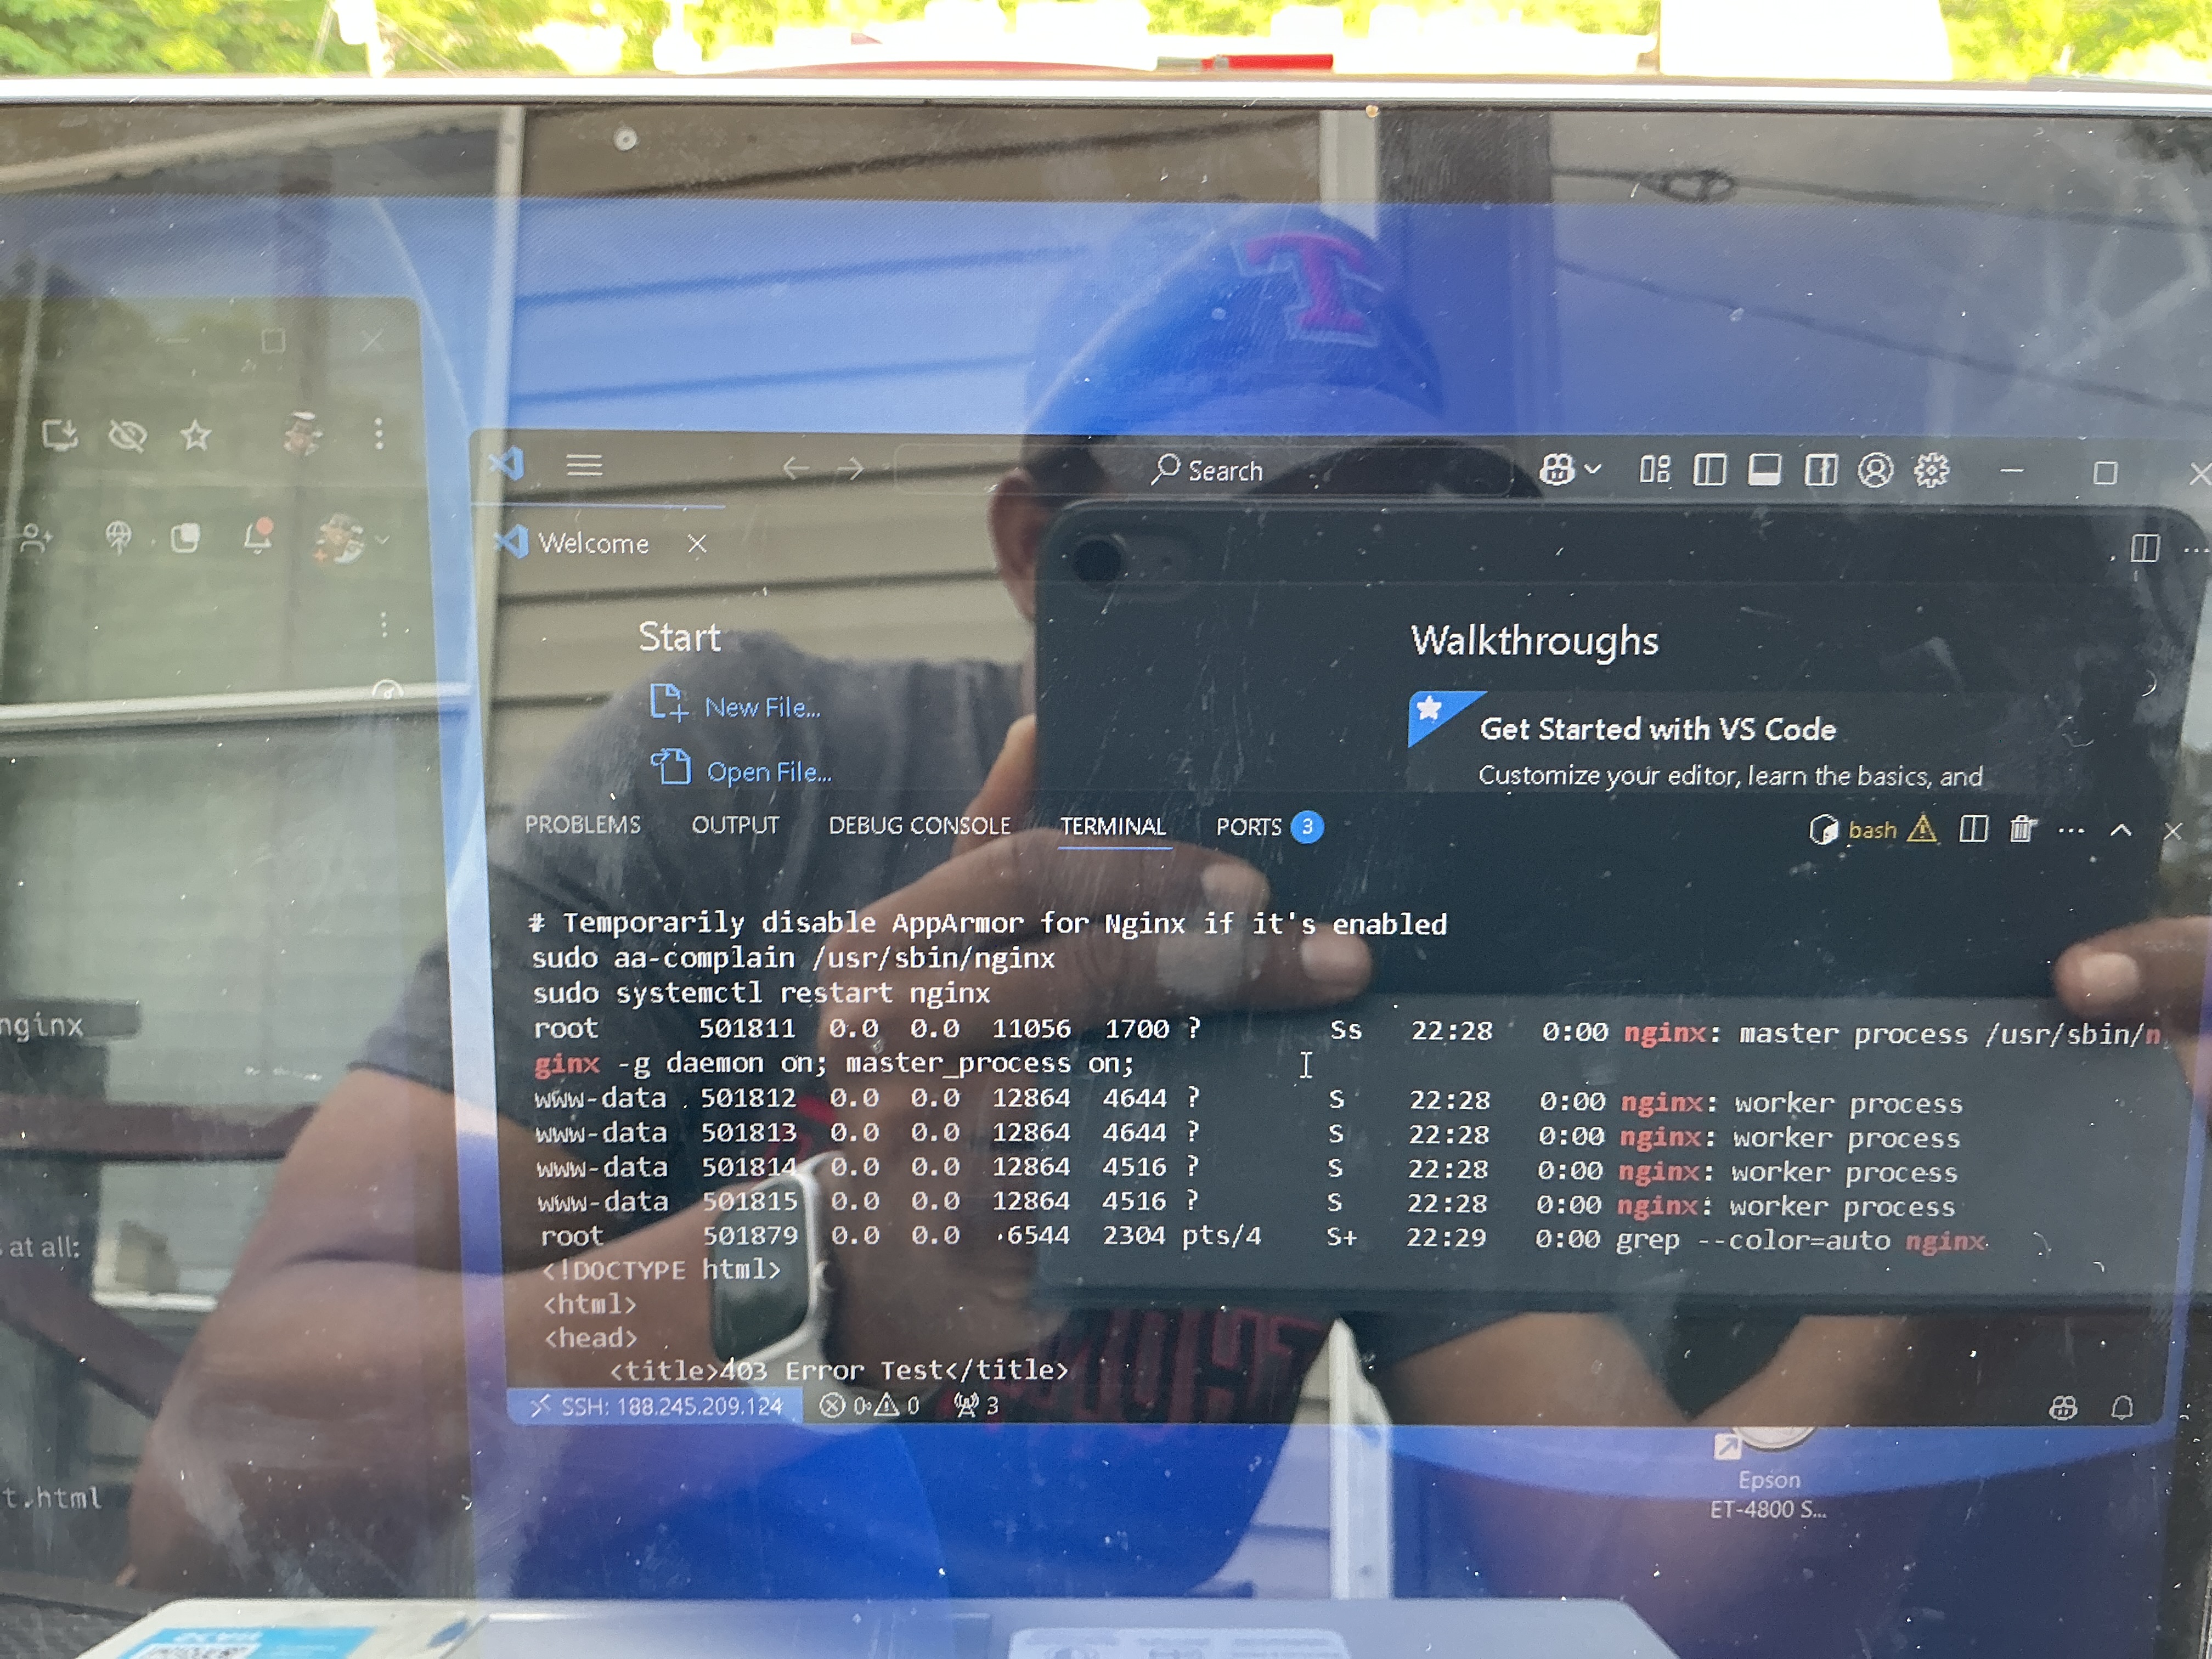 T
Search
Welcome
Start
Walkthroughs
New File...
Get Started with VS Code
Open File...
Customize your editor, learn the basics, and
PROBLEMS OUTPUT DEBUG CONSOLE TERMINAL PORTS 3
bash
# Temporarily disable AppArmor for Nginx if it's enabled
sudo aa-complain /usr/sbin/nginx
sudo systemctl restart nginx
root 501811 0.0 0.0 11056 1700 ? Ss 22:28 0:00 nginx: master process /usr/sbin/n
ginx -g daemon on; master_process on;
www-data 501812 0.0 0.0 12864 4644 ? S 22:28 0:00 nginx: worker process
www-data 501813 0.0 0.0 12864 4644 ? S 22:28 0:00 nginx: worker process
www-data 501814 0.0 0.0 12864 4516 ? S 22:28 0:00 nginx: worker process
www-data 501815 0.0 0.0 12864 4516 ? S 22:28 0:00 nginx: worker process
root 501879 0.0 0.0 6544 2304 pts/4 S+ 22:29 0:00 grep --color=auto nginx
<!DOCTYPE html>
<html>
<head>
<title>403 Error Test</title>
SSH: 188.245.209.124 0 0 3
nginx
at all:
t.html
Epson
ET-4800 S...